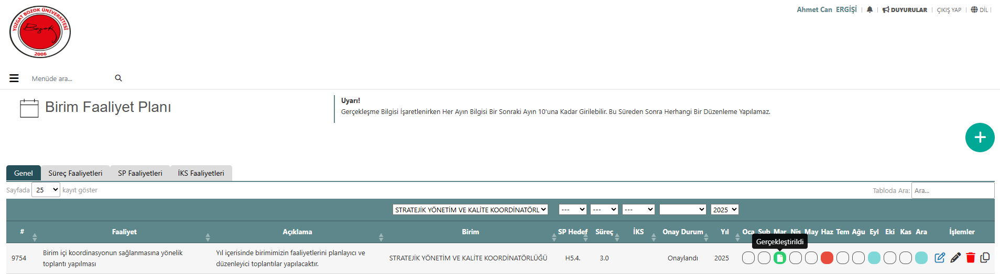 YOZGAT BOZOK ÜNİVERSİTESİ
Bozok
2006
Ahmet Can ERGİŞİ
DUYURULAR
ÇIKIŞ YAP
DİL
Menüde ara...
Birim Faaliyet Planı
Uyarı!
Gerçekleşme Bilgisi İşaretlenirken Her Ayın Bilgisi Bir Sonraki Ayın 10'una Kadar Girilebilir. Bu Süreden Sonra Herhangi Bir Düzenleme Yapılamaz.
Genel Süreç Faaliyetleri SP Faaliyetleri İKS Faaliyetleri
Sayfada 25 kayıt göster
Tabloda Ara: Ara...
STRATEJİK YÖNETİM VE KALİTE KOORDİNATÖRL --- --- --- 2025
# Faaliyet Açıklama Birim SP Hedef Süreç İKS Onay Durum Yıl Oca Şub Mar Nis May Haz Tem Ağu Eyl Eki Kas Ara İşlemler
Gerçekleştirildi
9754
Birim içi koordinasyonun sağlanmasına yönelik
toplantı yapılması
Yıl içerisinde birimimizin faaliyetlerini planlayıcı ve
düzenleyici toplantılar yapılacaktır.
STRATEJİK YÖNETİM VE KALİTE KOORDİNATÖRLÜĞÜ H5.4. 3.0 Onaylandı 2025